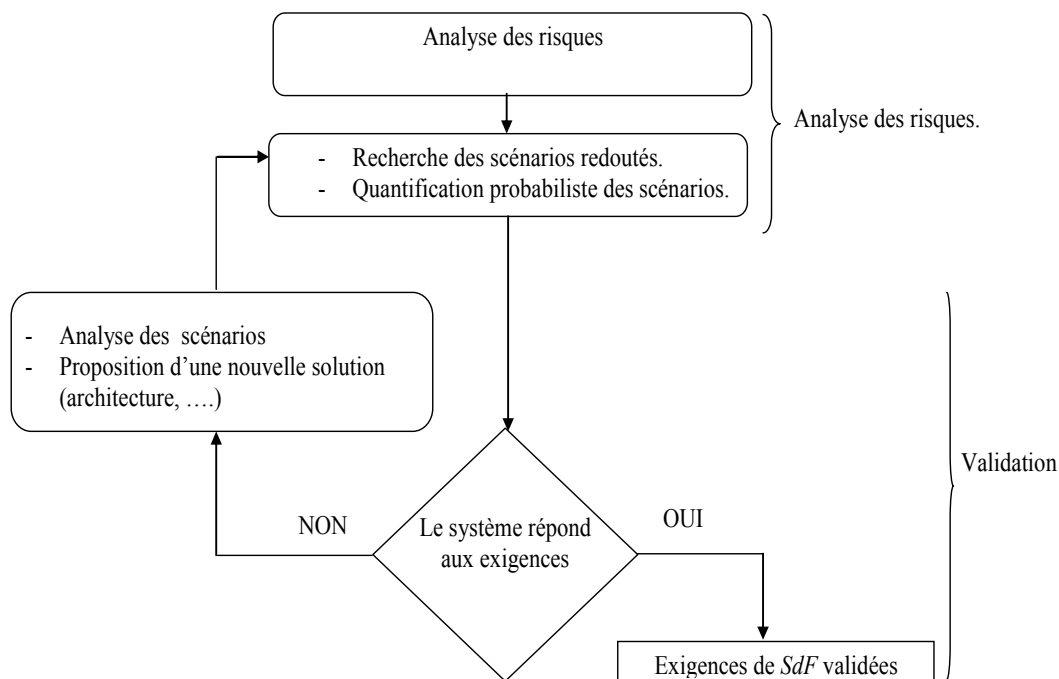 Analyse des risques
Analyse des risques.
- Recherche des scénarios redoutés.
- Quantification probabiliste des scénarios.
- Analyse des scénarios
- Proposition d’une nouvelle solution
(architecture, ….)
Validation
NON
OUI
Le système répond
aux exigences
Exigences de SdF validées